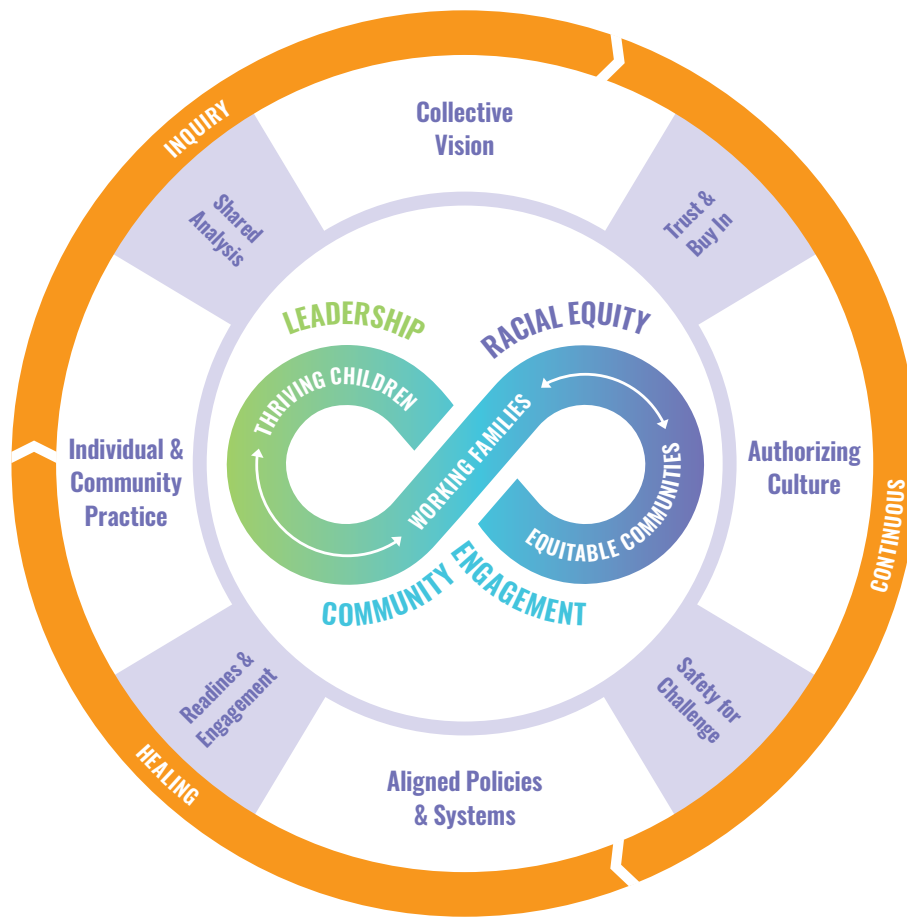 INQUIRY
Collective
Vision
Shared
Analysis
Trust &
Buy In
LEADERSHIP
RACIAL EQUITY
THRIVING CHILDREN
WORKING FAMILIES
EQUITABLE COMMUNITIES
COMMUNITY ENGAGEMENT
Individual &
Community
Practice
Authorizing
Culture
CONTINUOUS
Readines &
Engagement
Safety for
Challenge
HEALING
Aligned Policies
& Systems